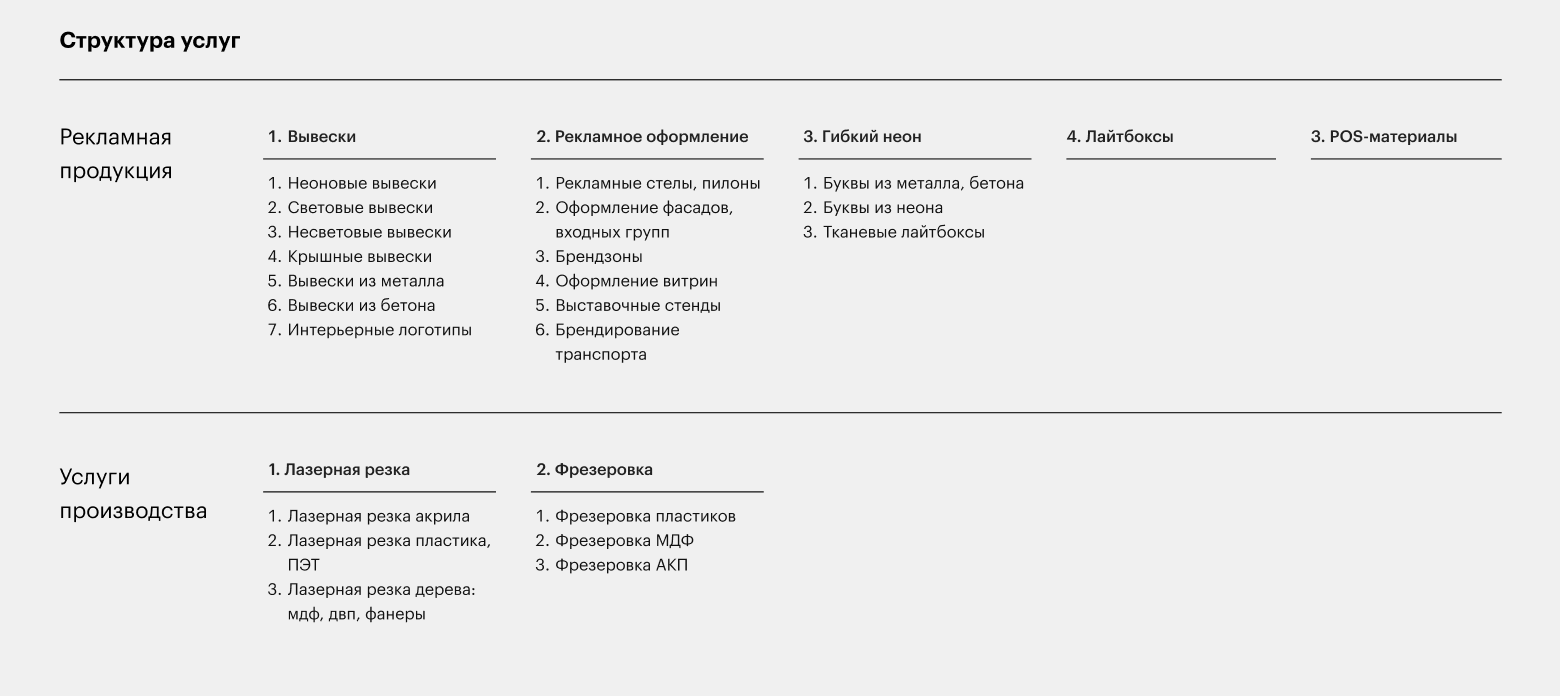 Структура услуг
Рекламная
продукция
1. Вывески
1. Неоновые вывески
2. Световые вывески
3. Несветовые вывески
4. Крышные вывески
5. Вывески из металла
6. Вывески из бетона
7. Интерьерные логотипы
2. Рекламное оформление
1. Рекламные стелы, пилоны
2. Оформление фасадов,
входных групп
3. Брендзоны
4. Оформление витрин
5. Выставочные стенды
6. Брендирование
транспорта
3. Гибкий неон
1. Буквы из металла, бетона
2. Буквы из неона
3. Тканевые лайтбоксы
4. Лайтбоксы
3. POS-материалы
Услуги
производства
1. Лазерная резка
1. Лазерная резка акрила
2. Лазерная резка пластика,
ПЭТ
3. Лазерная резка дерева:
мдф, двп, фанеры
2. Фрезеровка
1. Фрезеровка пластиков
2. Фрезеровка МДФ
3. Фрезеровка АКП